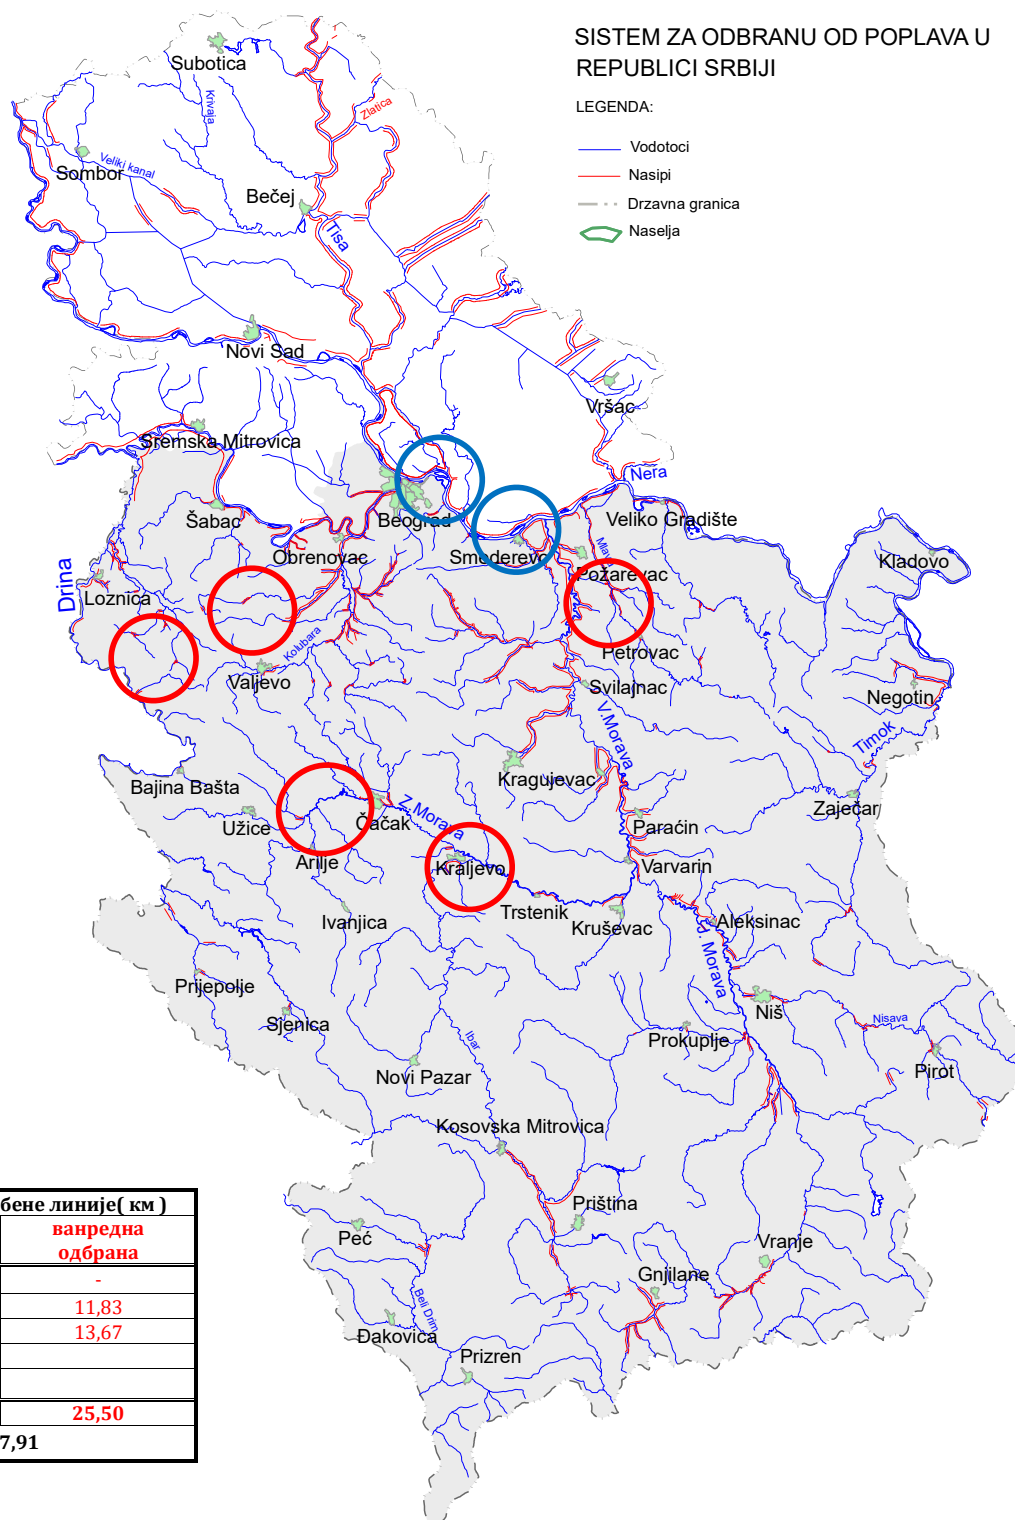 SISTEM ZA ODBRANU OD POPLAVA U
REPUBLICI SRBIJI
LEGENDA:
Vodotoci
Nasipi
Drzavna granica
Naselja
Subotica
Krivaja
Zlatica
Sombor
Veliki kanal
Bečej
Tisa
Novi Sad
Vršac
Sremska Mitrovica
Nera
Šabac
Beograd
Veliko Gradište
Obrenovac
Smederevo
Mlava
Kladovo
Drina
Loznica
Požarevac
Kolubara
Petrovac
Valjevo
Svilajnac
Negotin
V.Morava
Timok
Bajina Bašta
Kragujevac
Zaječar
Užice
Čačak
Z.Morava
Paraćin
Arilje
Kraljevo
Varvarin
Ivanjica
Trstenik
Kruševac
Aleksinac
J. Morava
Prijepolje
Sjenica
Niš
Nisava
Ibar
Prokuplje
Pirot
Novi Pazar
Kosovska Mitrovica
Priština
Peć
Vranje
Gnjilane
Beli Drim
Đakovica
Prizren
бене линије( км )
ванредна
одбрана
-
11,83
13,67
25,50
7,91